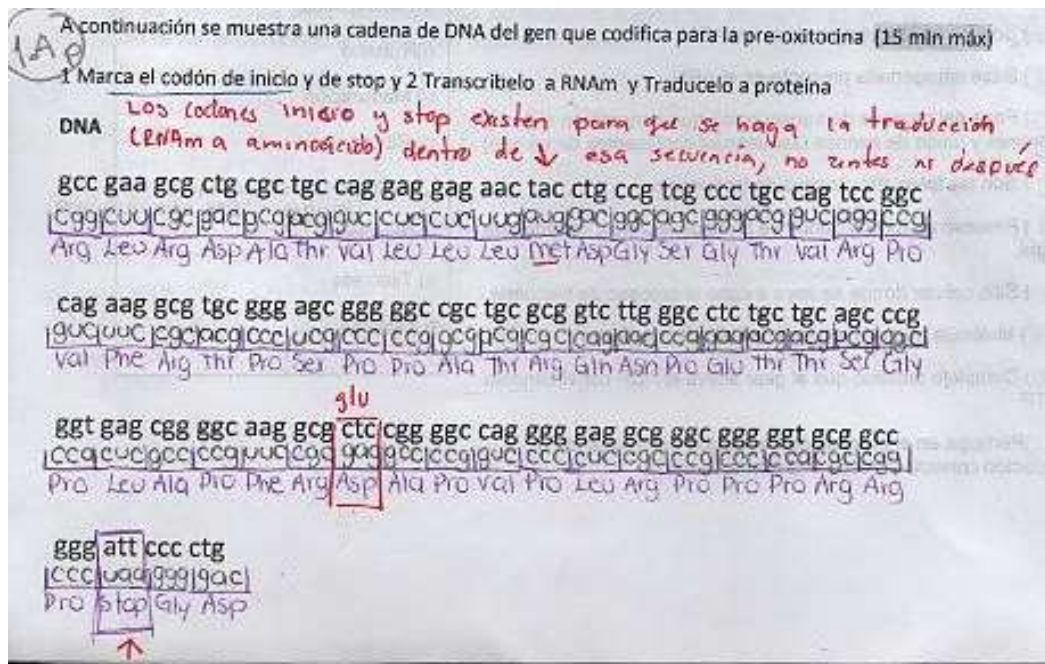 1A
A continuación se muestra una cadena de DNA del gen que codifica para la pre-oxitocina (15 min máx)
1 Marca el codón de inicio y de stop y 2 Transcribelo a RNAm y Traducelo a proteina
Los codones inicio y stop existen para que se haga la traducción
DNA (RNAm a aminoácido) dentro de ↓ esa secuencia, no antes ni después
gcc gaa gcg ctg cgc tgc cag gag gag aac tac ctg ccg tcg ccc tgc cag tcc ggc
cgg|cuu|cgc|gac|gcg|acg|guc|cuc|cuc|uug|aug|gac|ggc|agc|ggg|acg|guc|agg|ccg|
Arg Leu Arg Asp Ala Thr Val Leu Leu Leu Met Asp Gly Ser Gly Thr Val Arg Pro
cag aag gcg tgc ggg agc ggg ggc cgc tgc gcg gtc ttg ggc ctc tgc tgc agc ccg
guc|uuc|cgc|acg|ccc|ucg|ccc|ccg|gcg|acg|cgc|cag|aac|ccg|gag|acg|acg|ucg|ggc|
Val Phe Arg Thr Pro Ser Pro Pro Ala Thr Arg Gln Asn Pro Glu Thr Thr Ser Gly
glu
ggt gag cgg ggc aag gcg ctc cgg ggc cag ggg gag gcg ggc ggg ggt gcg gcc
cca|cuc|gcc|ccg|uuc|cgc|gag|gcc|ccg|guc|ccc|cuc|cgc|ccg|ccc|cca|cgc|cgg|
Pro Leu Ala Pro Phe Arg Asp Ala Pro Val Pro Leu Arg Pro Pro Pro Arg Arg
ggg att ccc ctg
|ccc|uaa|ggg|gac|
Pro stop Gly Asp